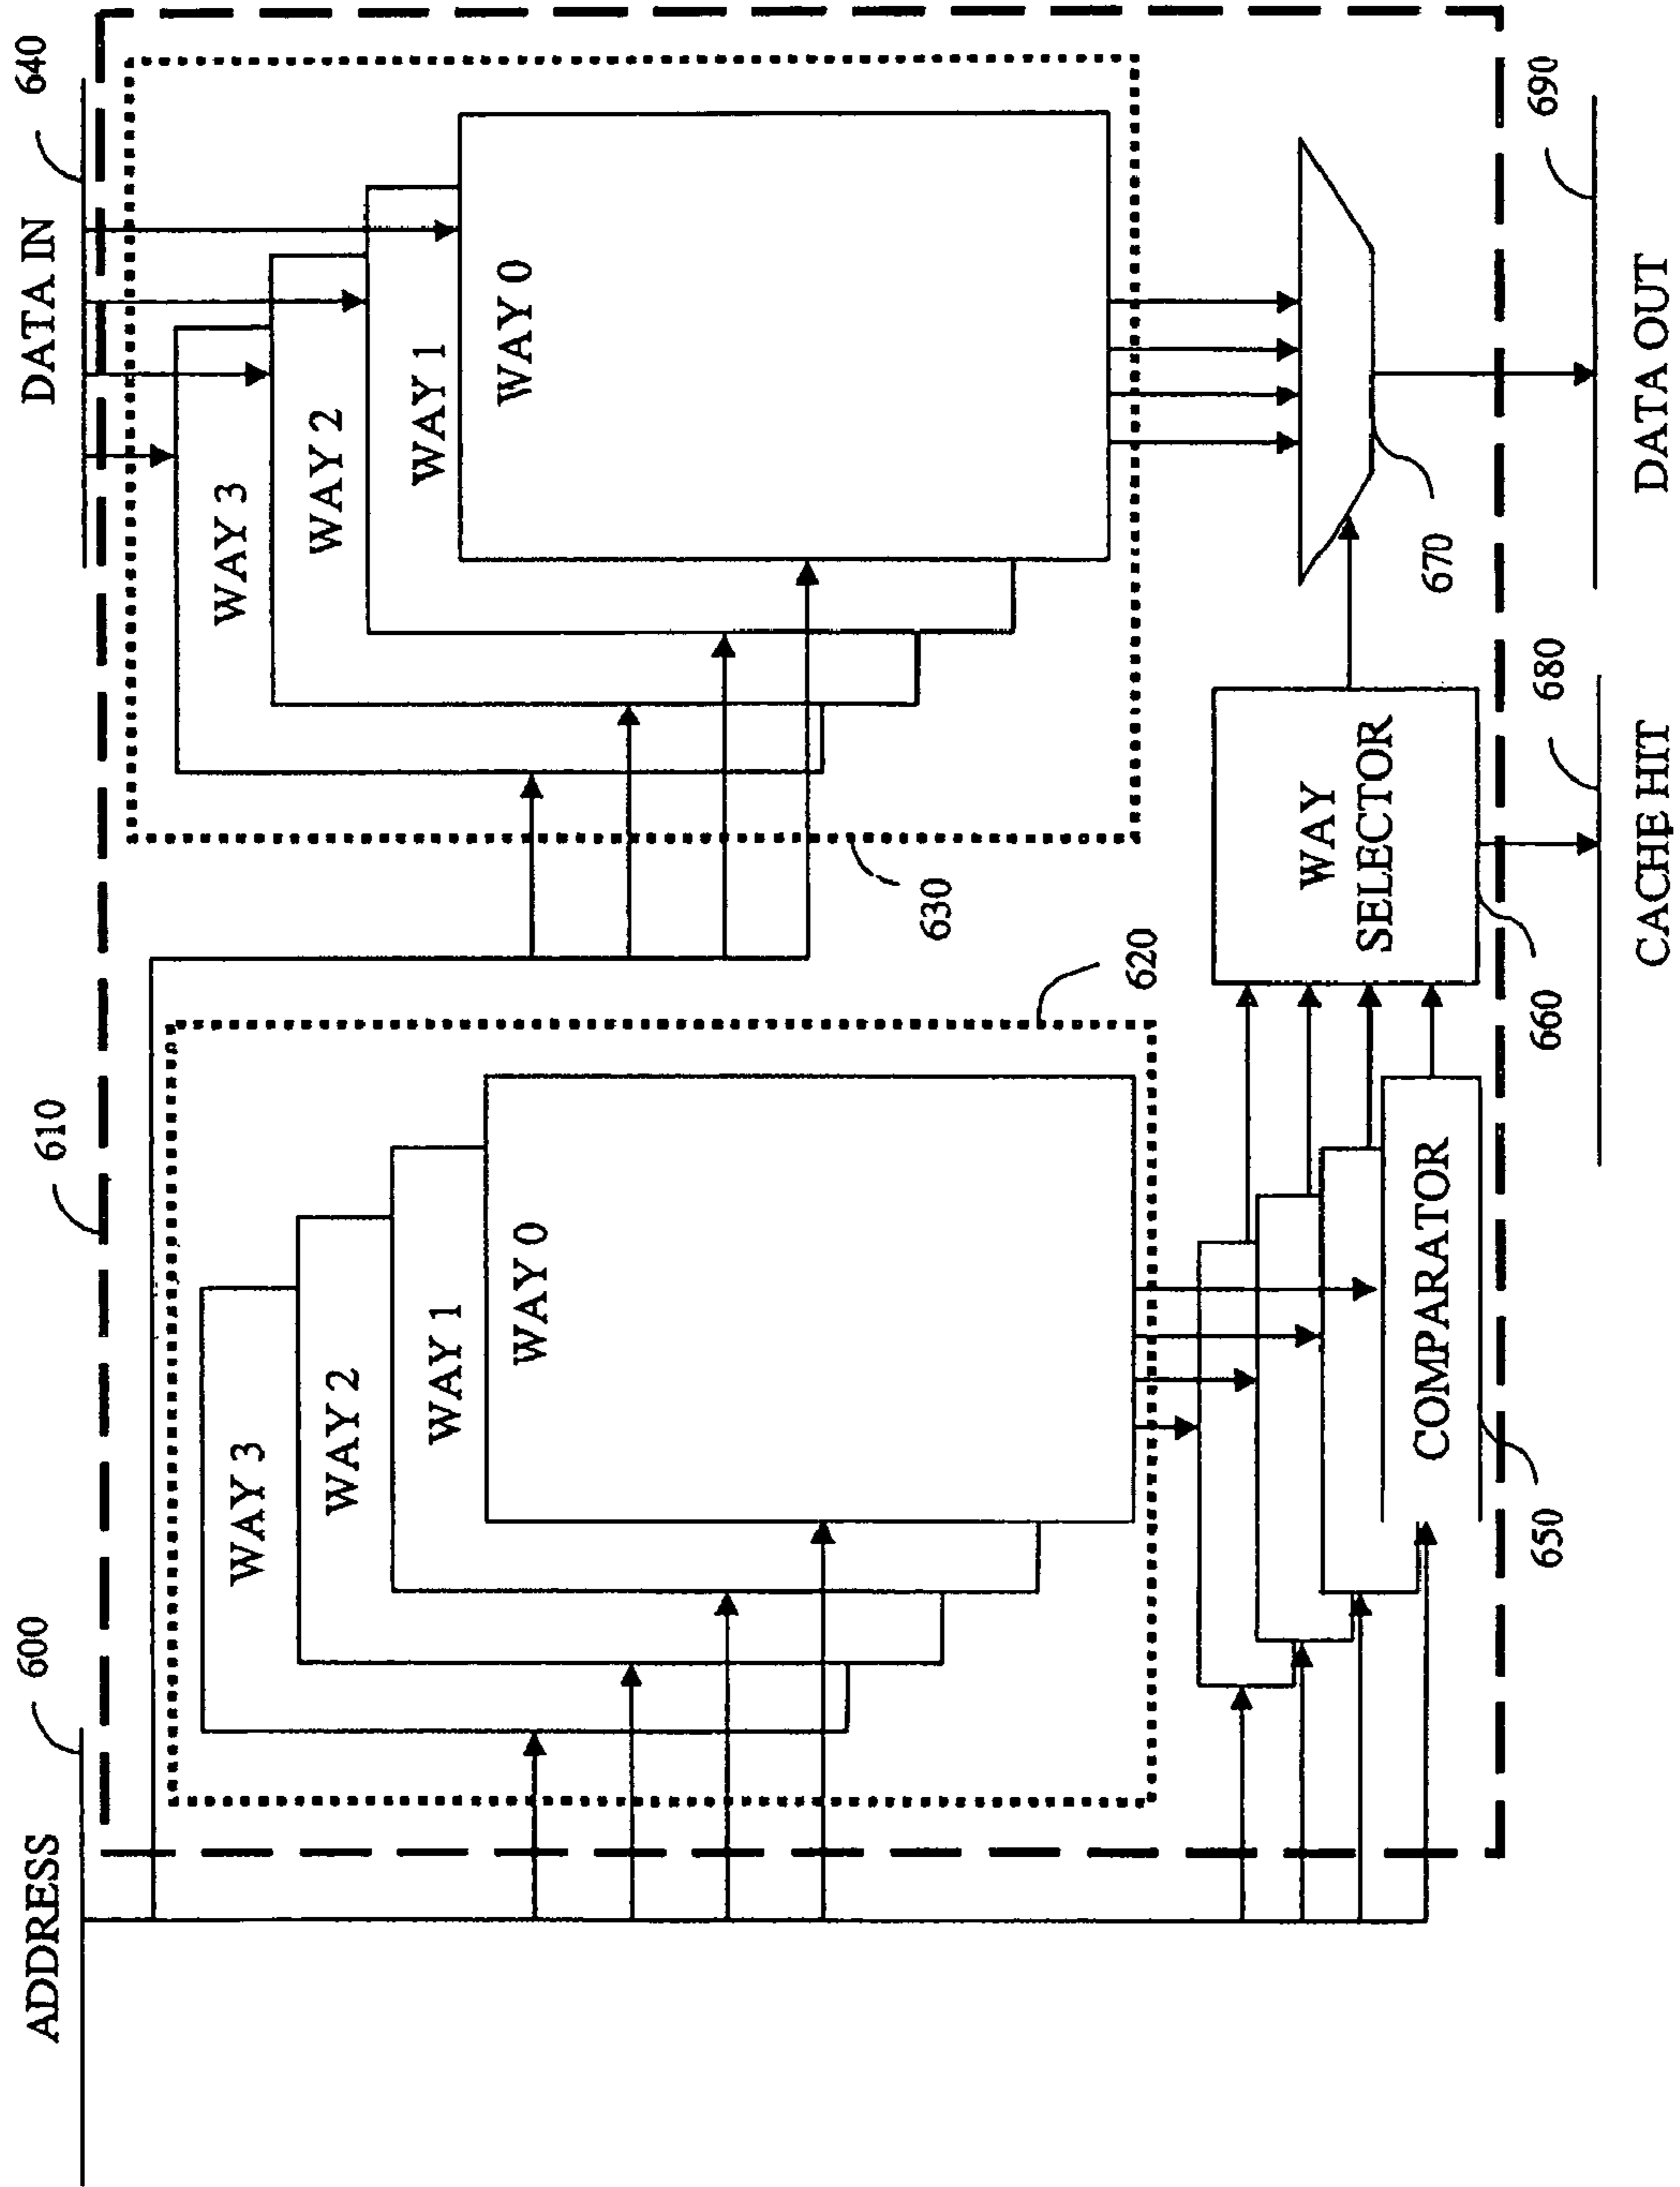 ADDRESS
600
610
DATA IN
640
WAY 3
WAY 2
WAY 1
WAY 0
620
WAY 3
WAY 2
WAY 1
WAY 0
630
COMPARATOR
650
WAY
SELECTOR
660
670
680
CACHE HIT
690
DATA OUT